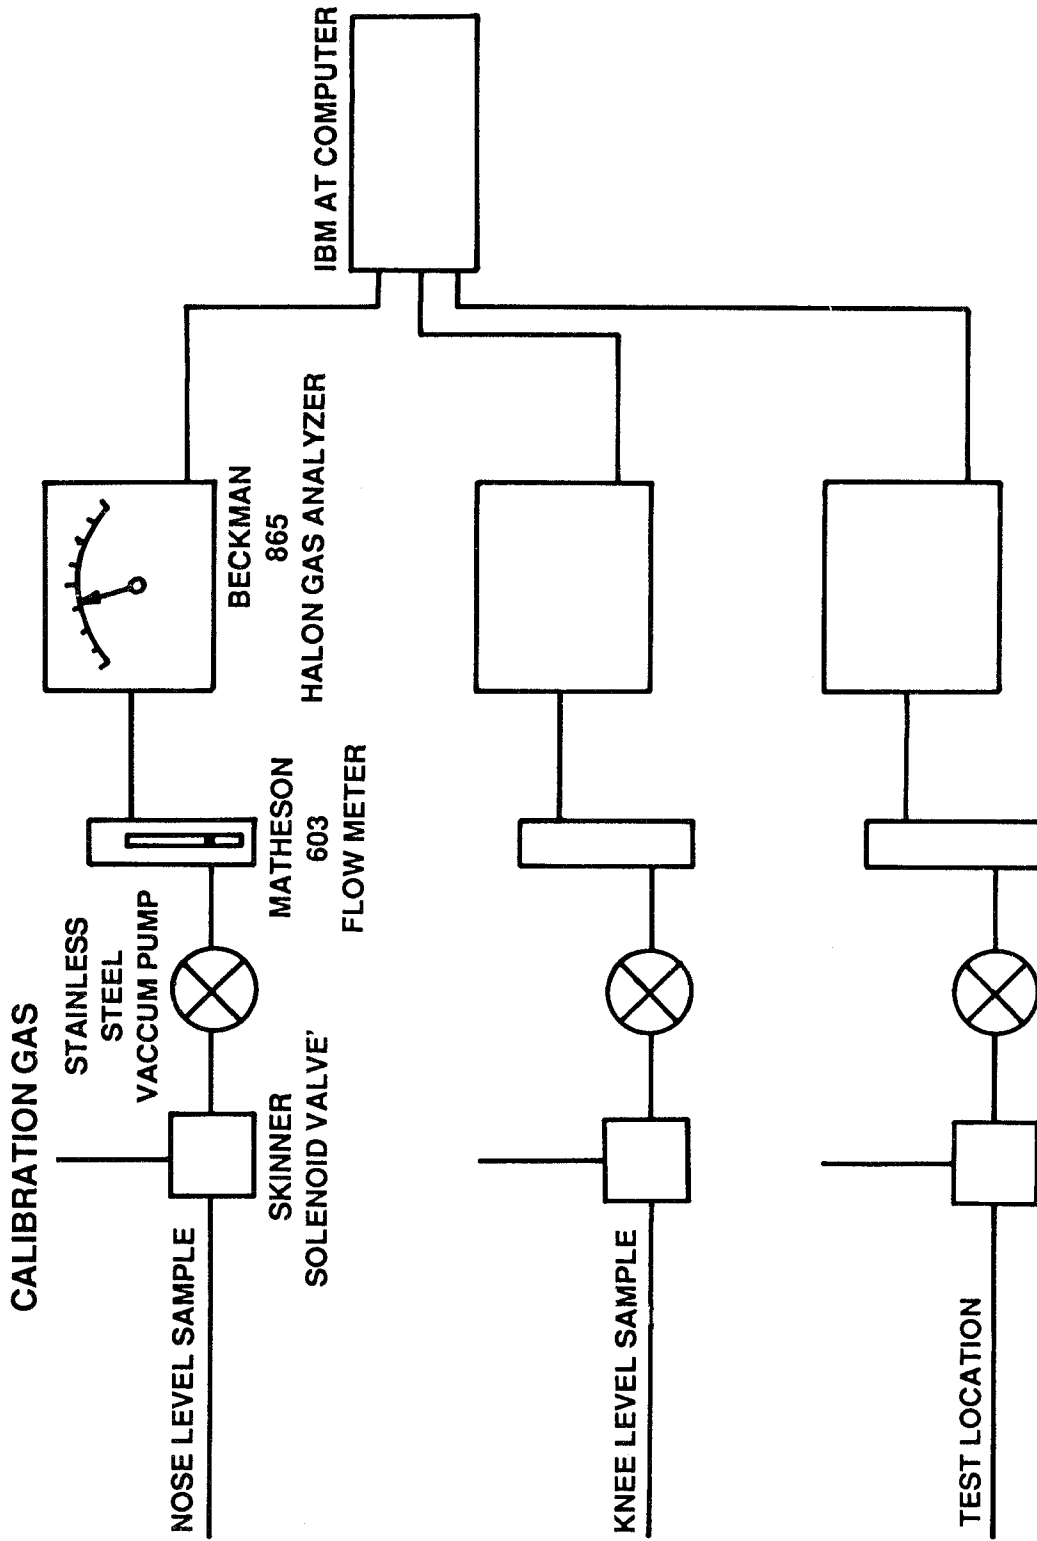 CALIBRATION GAS
STAINLESS
STEEL
VACCUM PUMP
NOSE LEVEL SAMPLE
SKINNER
SOLENOID VALVE'
MATHESON
603
FLOW METER
BECKMAN
865
HALON GAS ANALYZER
IBM AT COMPUTER
KNEE LEVEL SAMPLE
TEST LOCATION